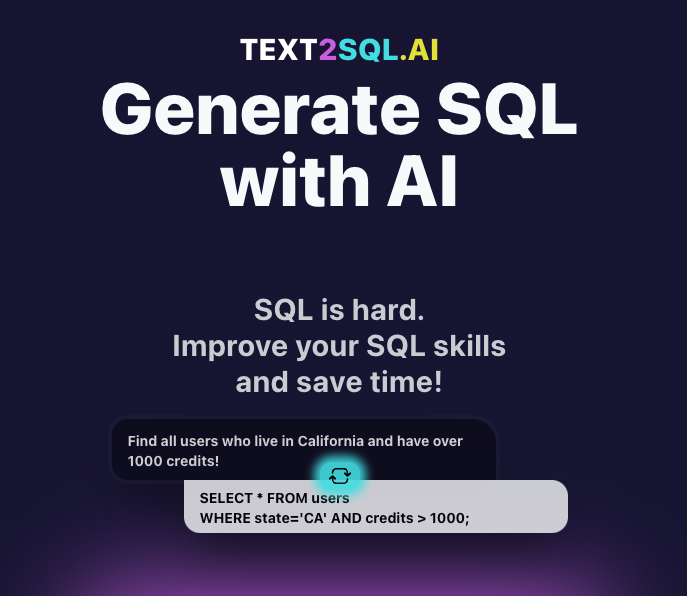 TEXT2SQL.AI
Generate SQL
with AI
SQL is hard.
Improve your SQL skills
and save time!
Find all users who live in California and have over
1000 credits!
SELECT * FROM users
WHERE state='CA' AND credits > 1000;